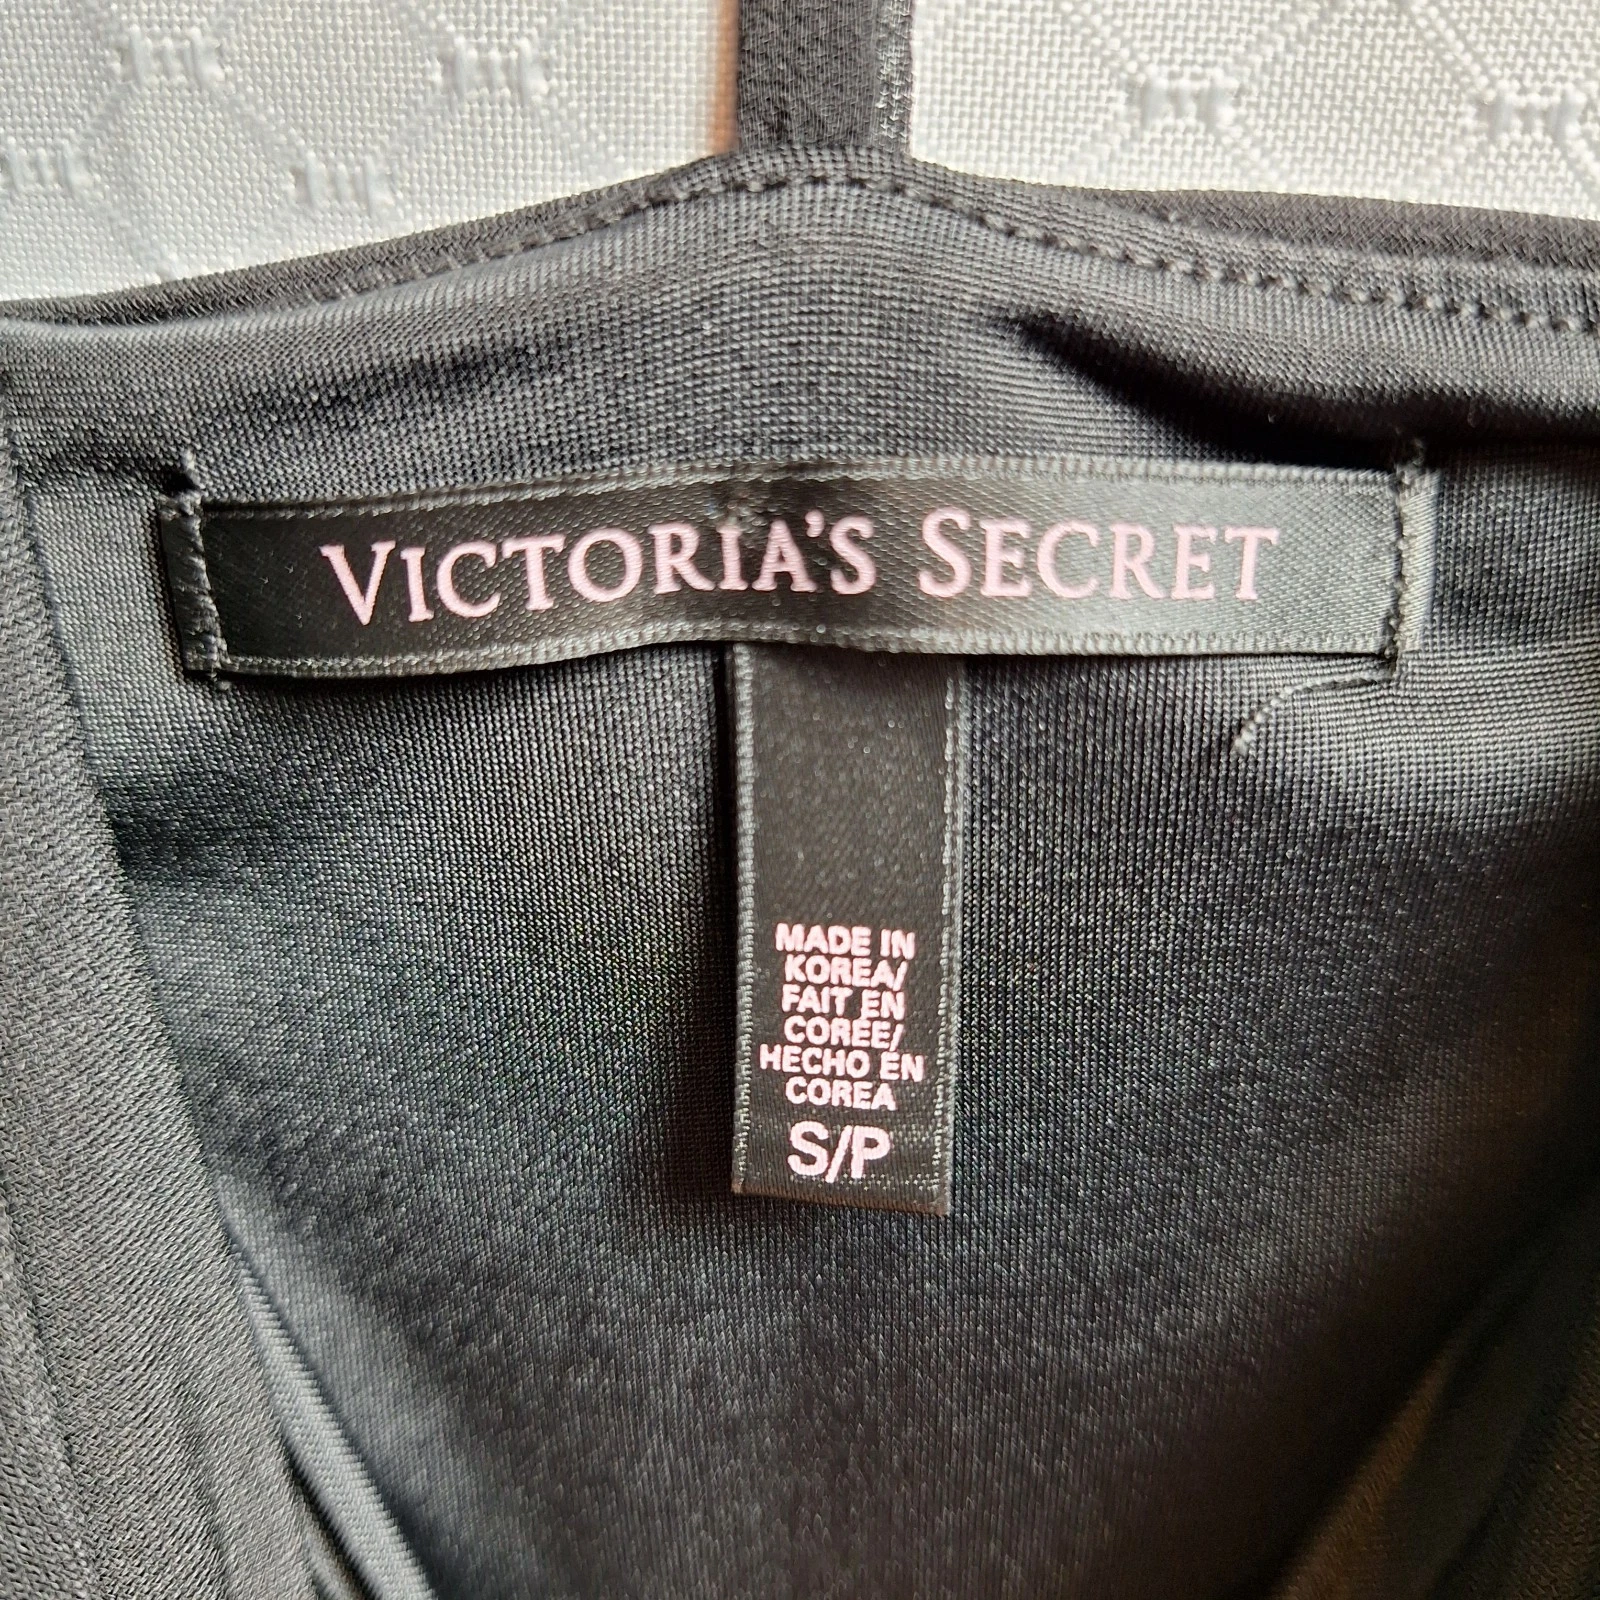 VICTORIA'S SECRET
MADE IN
KOREA/
FAIT EN
CORÉE/
HECHO EN
COREA
S/P